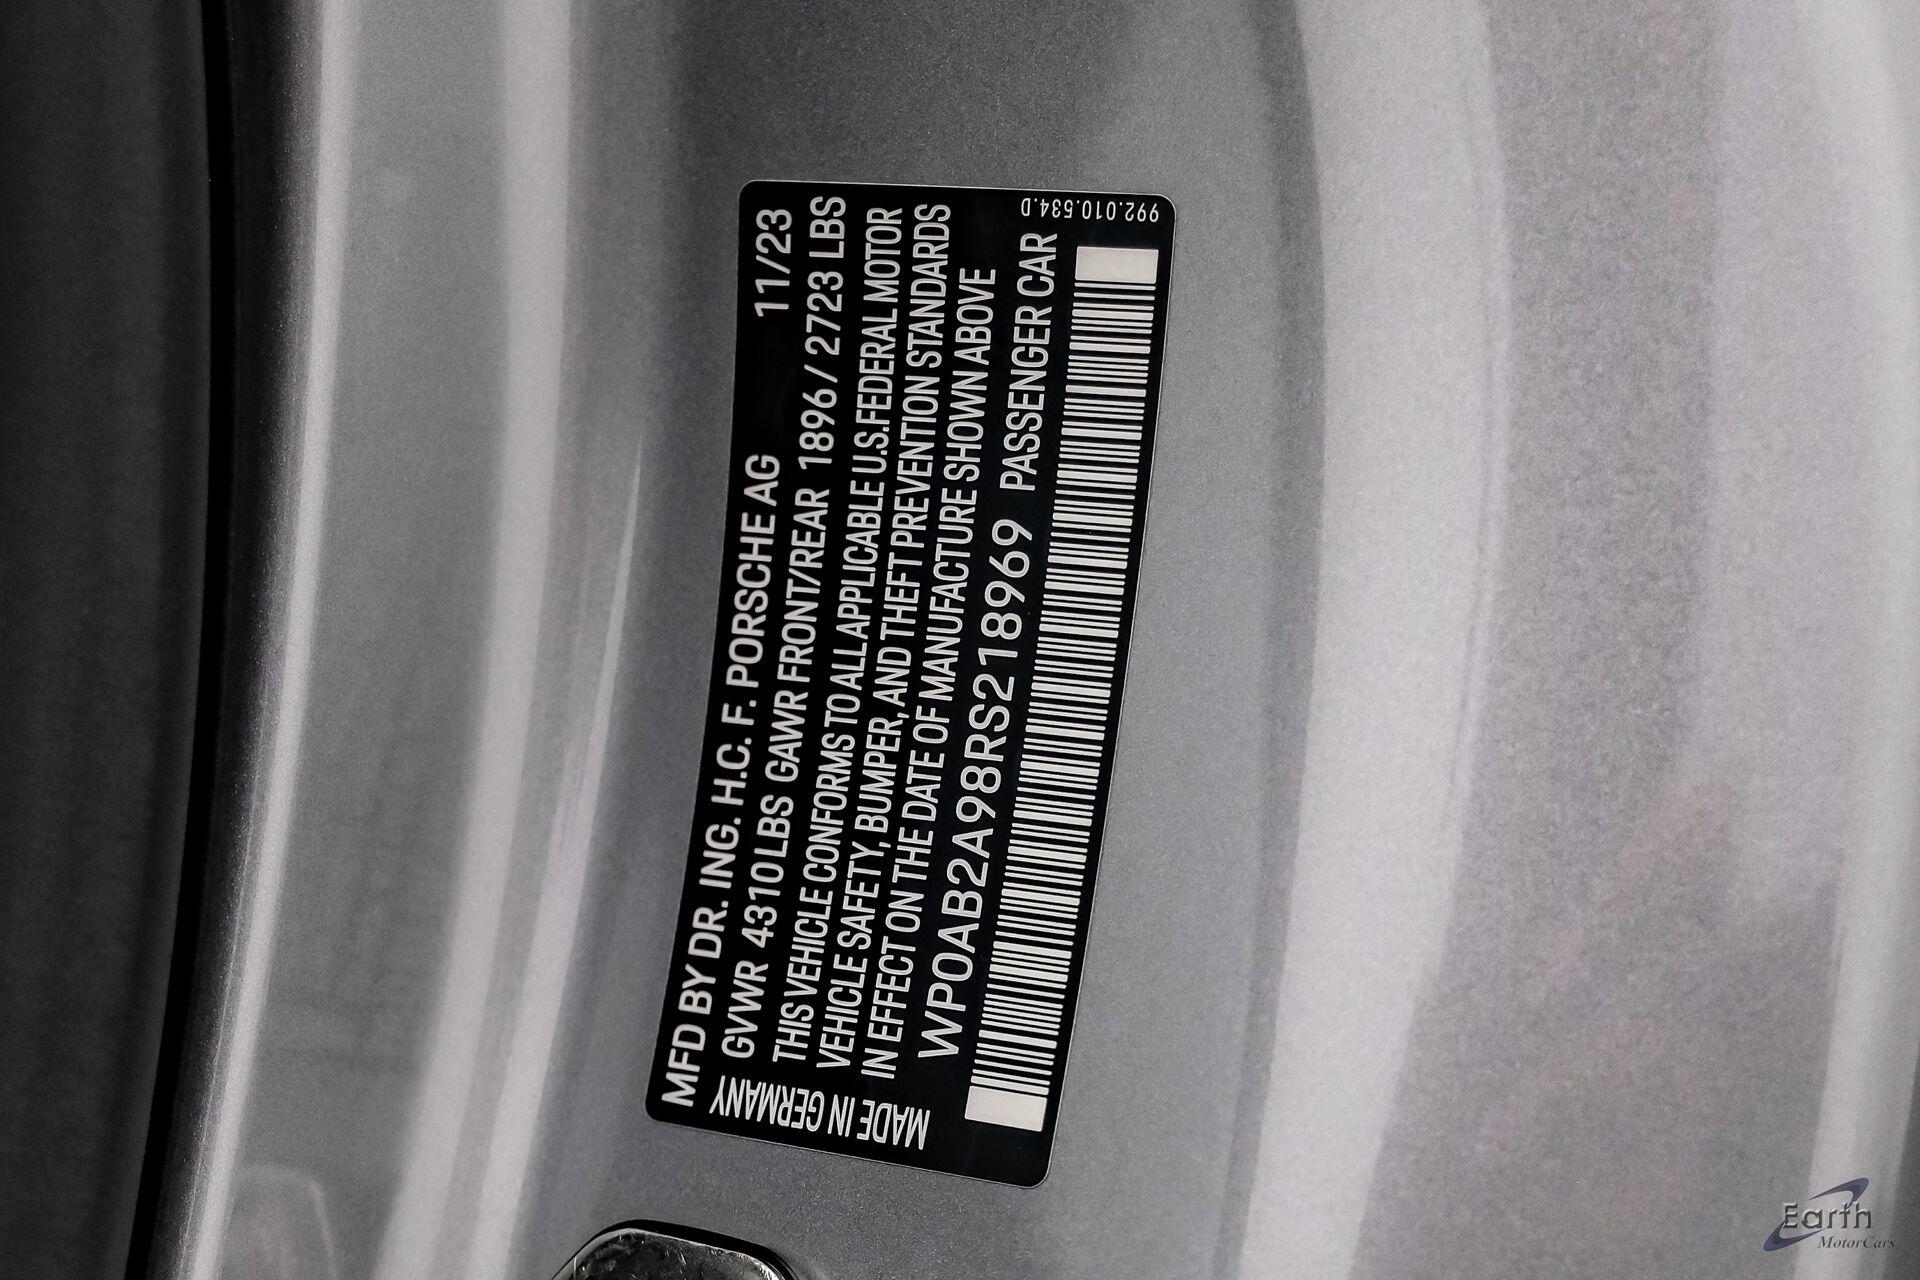 MFD BY DR. ING. H.C. F. PORSCHE AG 11/23
GVWR 4310 LBS GAWR FRONT/REAR 1896 / 2723 LBS
THIS VEHICLE CONFORMS TO ALL APPLICABLE U.S. FEDERAL MOTOR
VEHICLE SAFETY, BUMPER, AND THEFT PREVENTION STANDARDS
IN EFFECT ON THE DATE OF MANUFACTURE SHOWN ABOVE
WP0AB2A98RS218969 PASSENGER CAR
MADE IN GERMANY
992.010.534.D
Earth
MotorCars